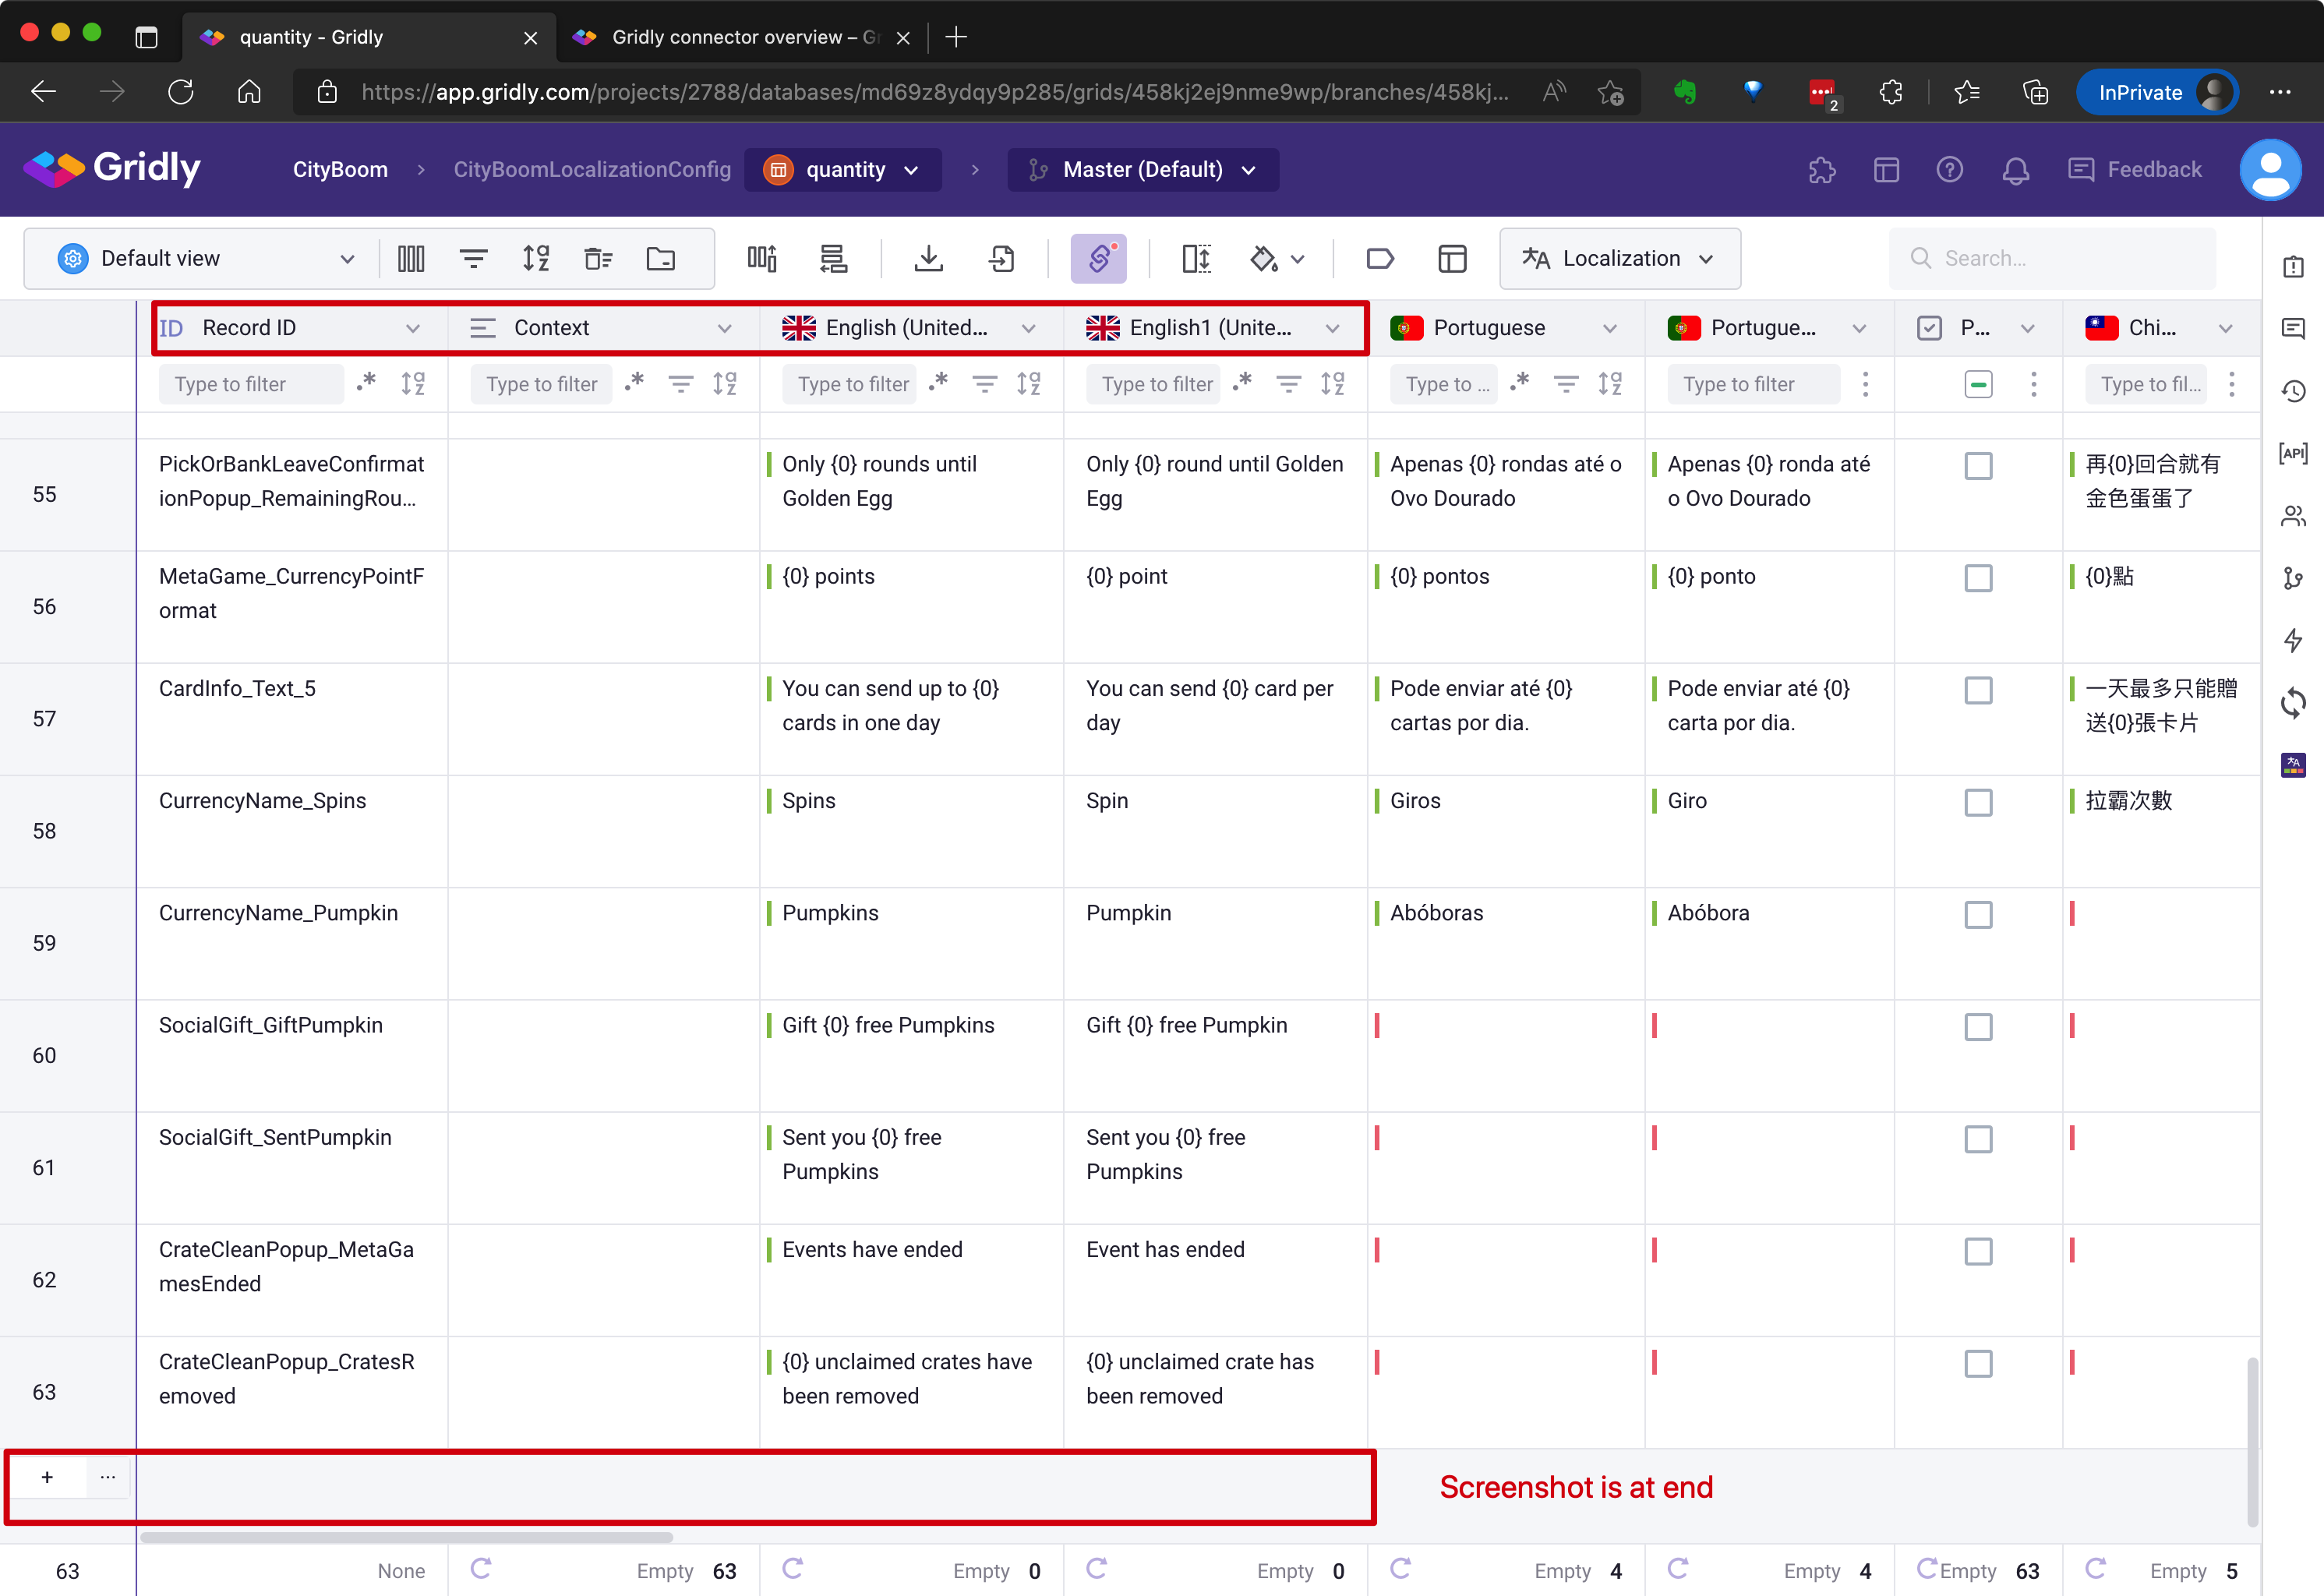 quantity - Gridly
Gridly connector overview – Gr
https://app.gridly.com/projects/2788/databases/md69z8ydqy9p285/grids/458kj2ej9nme9wp/branches/458kj...
2
InPrivate
Gridly
CityBoom
CityBoomLocalizationConfig
quantity
Master (Default)
Feedback
Default view
Localization
Search...
ID Record ID
Context
English (United...
English1 (Unite...
Portuguese
Portugue...
P...
Chi...
Type to filter
Type to filter
Type to filter
Type to filter
Type to ...
Type to filter
Type to fil...
[API]
55
PickOrBankLeaveConfirmat
ionPopup_RemainingRou...
Only {0} rounds until
Golden Egg
Only {0} round until Golden
Egg
Apenas {0} rondas até o
Ovo Dourado
Apenas {0} ronda até
o Ovo Dourado
再{0}回合就有
金色蛋蛋了
56
MetaGame_CurrencyPointF
ormat
{0} points
{0} point
{0} pontos
{0} ponto
{0}點
57
CardInfo_Text_5
You can send up to {0}
cards in one day
You can send {0} card per
day
Pode enviar até {0}
cartas por dia.
Pode enviar até {0}
carta por dia.
一天最多只能贈
送{0}張卡片
58
CurrencyName_Spins
Spins
Spin
Giros
Giro
拉霸次數
59
CurrencyName_Pumpkin
Pumpkins
Pumpkin
Abóboras
Abóbora
60
SocialGift_GiftPumpkin
Gift {0} free Pumpkins
Gift {0} free Pumpkin
61
SocialGift_SentPumpkin
Sent you {0} free
Pumpkins
Sent you {0} free
Pumpkins
62
CrateCleanPopup_MetaGa
mesEnded
Events have ended
Event has ended
63
CrateCleanPopup_CratesR
emoved
{0} unclaimed crates have
been removed
{0} unclaimed crate has
been removed
+ ...
Screenshot is at end
63
None
Empty 63
Empty 0
Empty 0
Empty 4
Empty 4
Empty 63
Empty 5